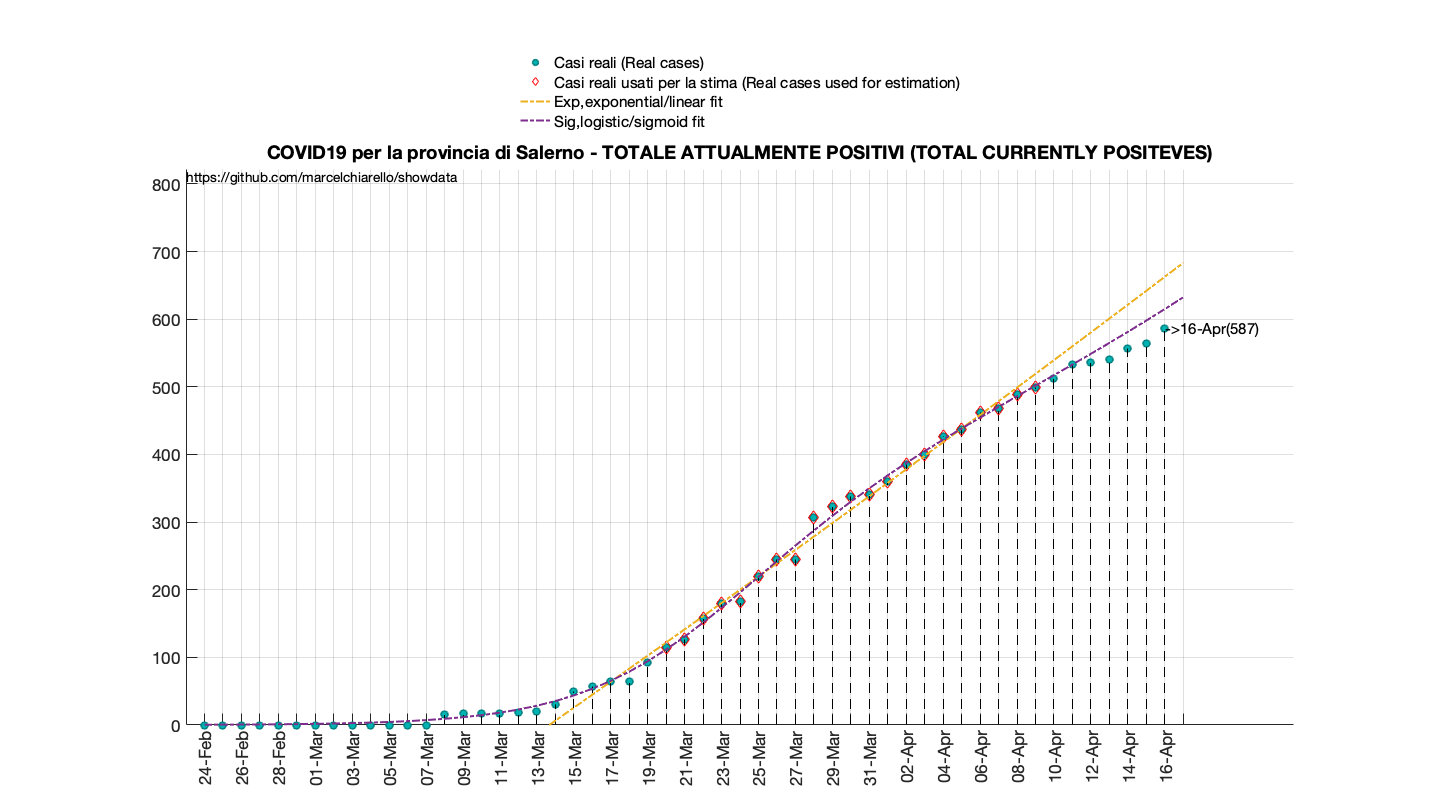 Casi reali (Real cases)
Casi reali usati per la stima (Real cases used for estimation)
Exp,exponential/linear fit
Sig,logistic/sigmoid fit
COVID19 per la provincia di Salerno - TOTALE ATTUALMENTE POSITIVI (TOTAL CURRENTLY POSITEVES)
https://github.com/marcelchiarello/showdata
800
700
600
500
400
300
200
100
0
->16-Apr(587)
24-Feb
26-Feb
28-Feb
01-Mar
03-Mar
05-Mar
07-Mar
09-Mar
11-Mar
13-Mar
15-Mar
17-Mar
19-Mar
21-Mar
23-Mar
25-Mar
27-Mar
29-Mar
31-Mar
02-Apr
04-Apr
06-Apr
08-Apr
10-Apr
12-Apr
14-Apr
16-Apr